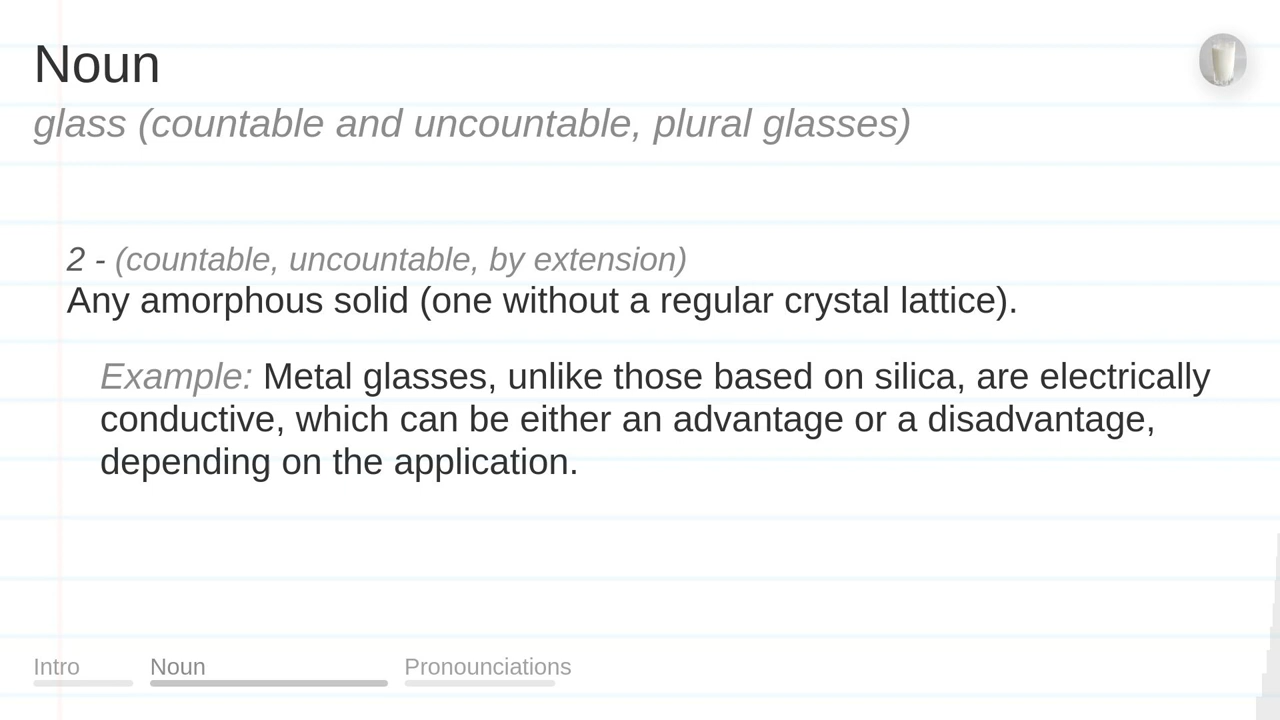 Noun
glass (countable and uncountable, plural glasses)
2 - (countable, uncountable, by extension)
Any amorphous solid (one without a regular crystal lattice).
Example: Metal glasses, unlike those based on silica, are electrically
conductive, which can be either an advantage or a disadvantage,
depending on the application.
Intro Noun Pronounciations